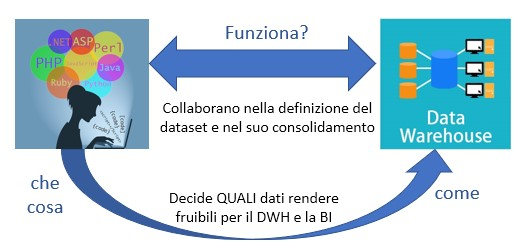 Funziona?
.NET
ASP
Perl
PHP
Java
Ruby
Python
Collaborano nella definizione del
dataset e nel suo consolidamento
Data
Warehouse
che
cosa
Decide QUALI dati rendere
fruibili per il DWH e la BI
come